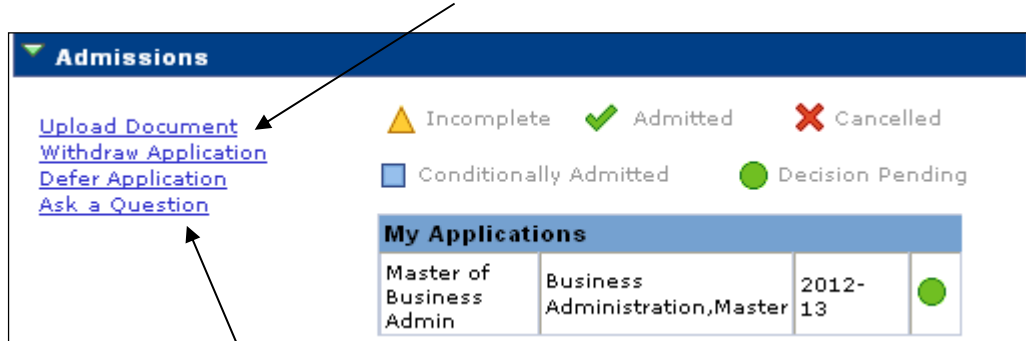 Admissions
Upload Document
Withdraw Application
Defer Application
Ask a Question
Incomplete Admitted Cancelled
Conditionally Admitted Decision Pending
My Applications
Master of
Business
Admin
Business
Administration,Master
2012-
13